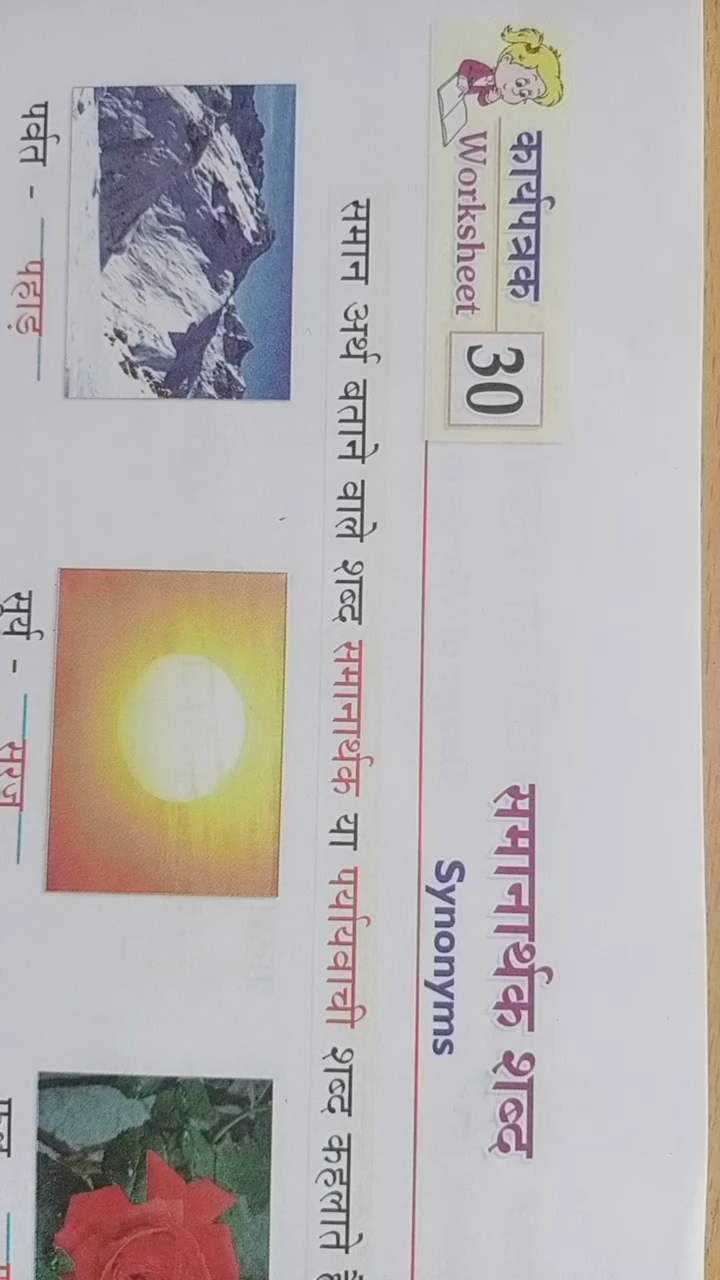 कार्यपत्रक
Worksheet
30
समानार्थक शब्द
Synonyms
समान अर्थ बताने वाले शब्द समानार्थक या पर्यायवाची शब्द कहलाते
पर्वत - पहाड़
सूर्य - सूरज